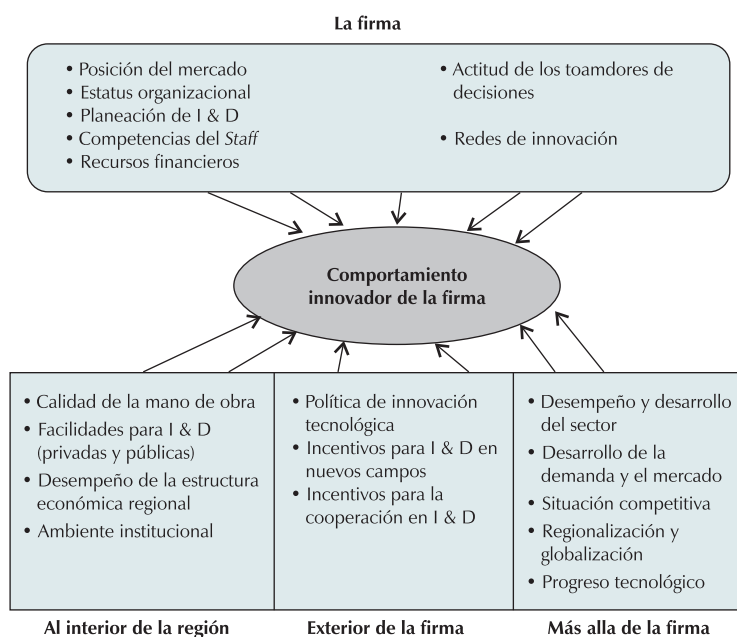 La firma
• Posición del mercado
• Estatus organizacional
• Planeación de I & D
• Competencias del Staff
• Recursos financieros
• Actitud de los toamdores de
decisiones
• Redes de innovación
Comportamiento
innovador de la firma
• Calidad de la mano de obra
• Facilidades para I & D
(privadas y públicas)
• Desempeño de la estructura
económica regional
• Ambiente institucional
• Política de innovación
tecnológica
• Incentivos para I & D en
nuevos campos
• Incentivos para la
cooperación en I & D
• Desempeño y desarrollo
del sector
• Desarrollo de la
demanda y el mercado
• Situación competitiva
• Regionalización y
globalización
• Progreso tecnológico
Al interior de la región
Exterior de la firma
Más alla de la firma